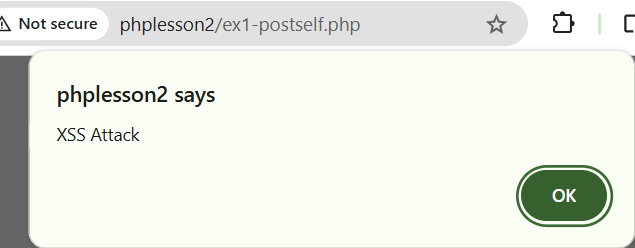 Not secure phplesson2/ex1-postself.php
phplesson2 says
XSS Attack
OK